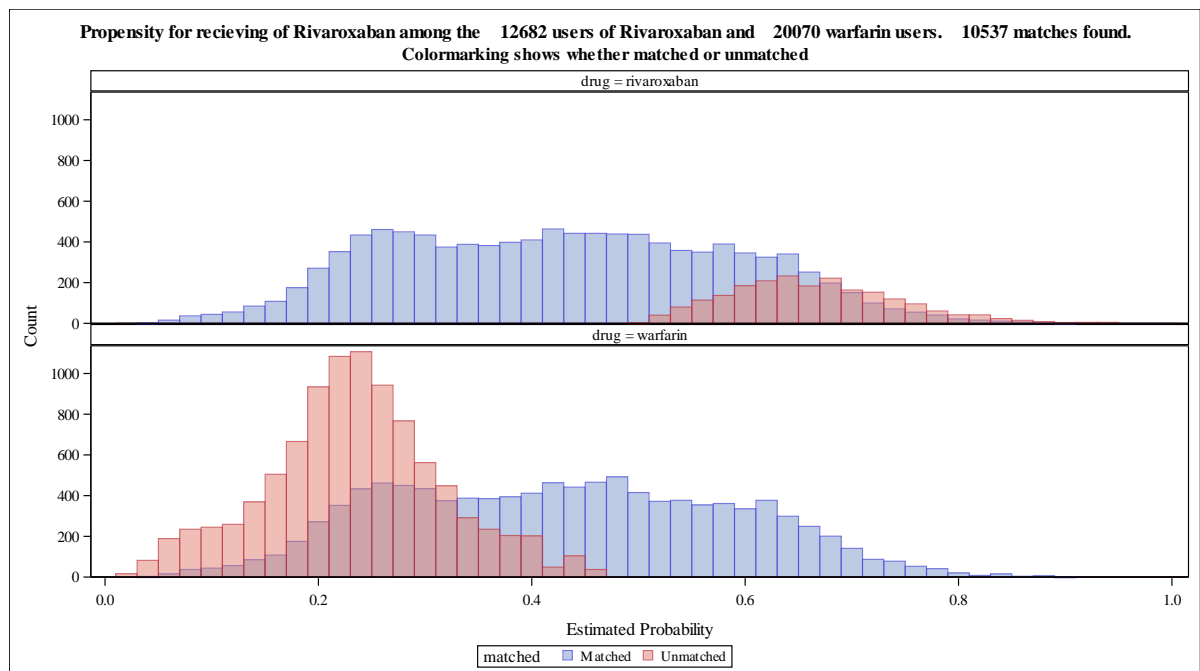 Propensity for recieving of Rivaroxaban among the 12682 users of Rivaroxaban and 20070 warfarin users. 10537 matches found.
Colormarking shows whether matched or unmatched
drug = rivaroxaban
1000
800
600
400
200
0
Count
drug = warfarin
1000
800
600
400
200
0
0.0 0.2 0.4 0.6 0.8 1.0
Estimated Probability
matched Matched Unmatched